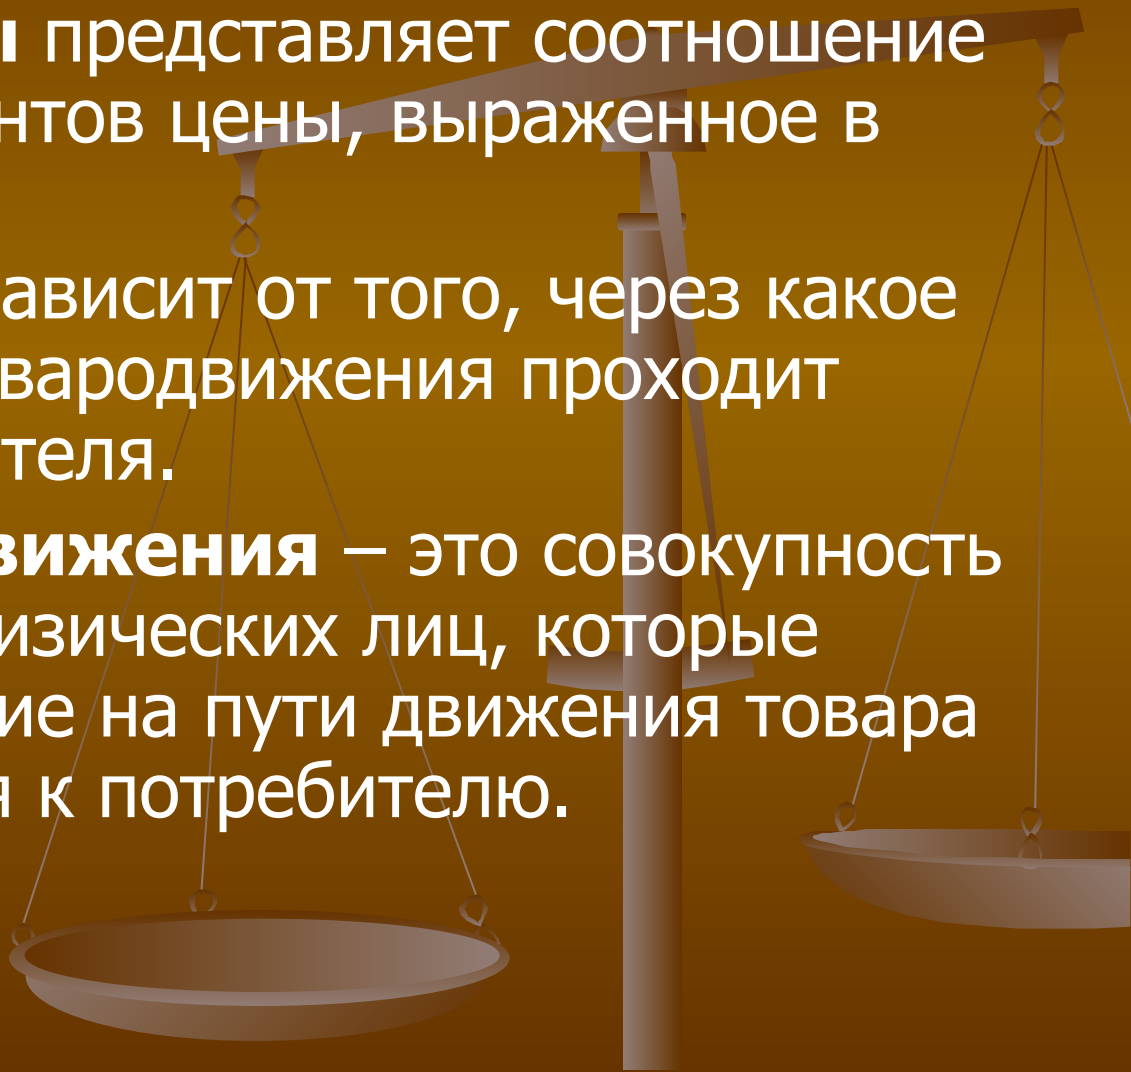 ы представляет соотношение
нтов цены, выраженное в
ависит от того, через какое
вародвижения проходит
теля.
вижения – это совокупность
изических лиц, которые
ие на пути движения товара
я к потребителю.